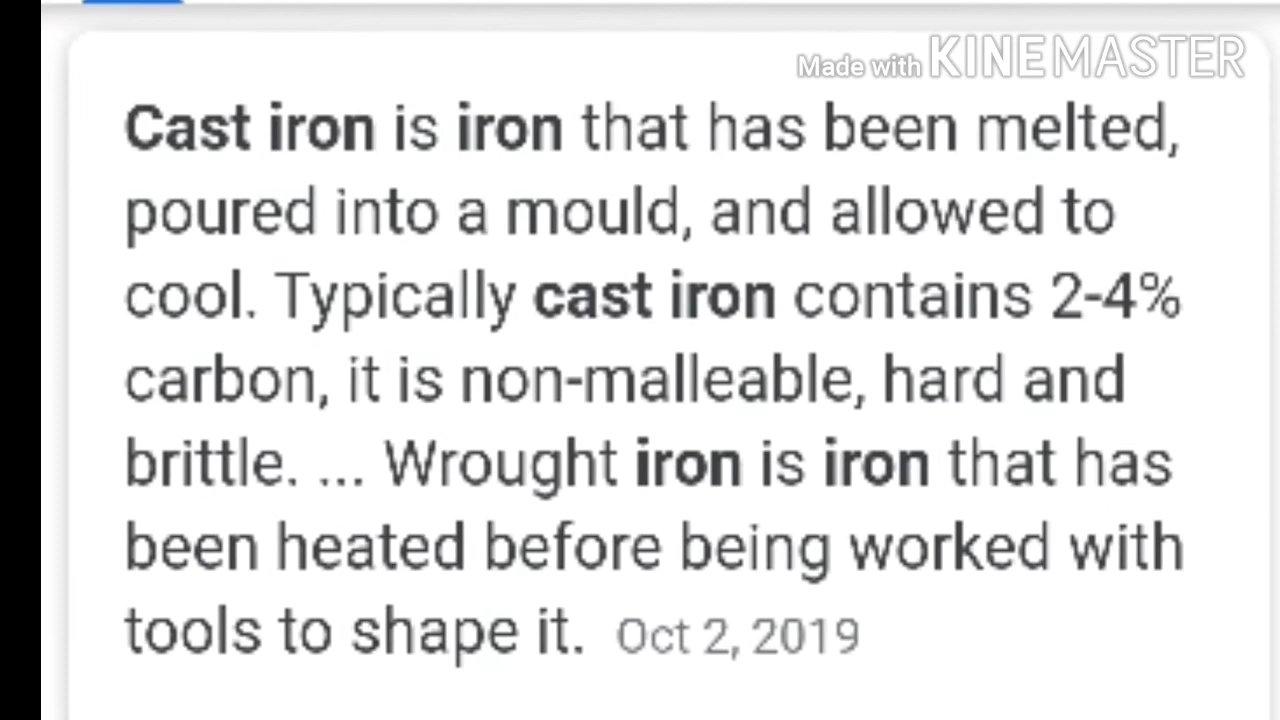 Made with KINEMASTER
Cast iron is iron that has been melted,
poured into a mould, and allowed to
cool. Typically cast iron contains 2-4%
carbon, it is non-malleable, hard and
brittle. ... Wrought iron is iron that has
been heated before being worked with
tools to shape it. Oct 2, 2019